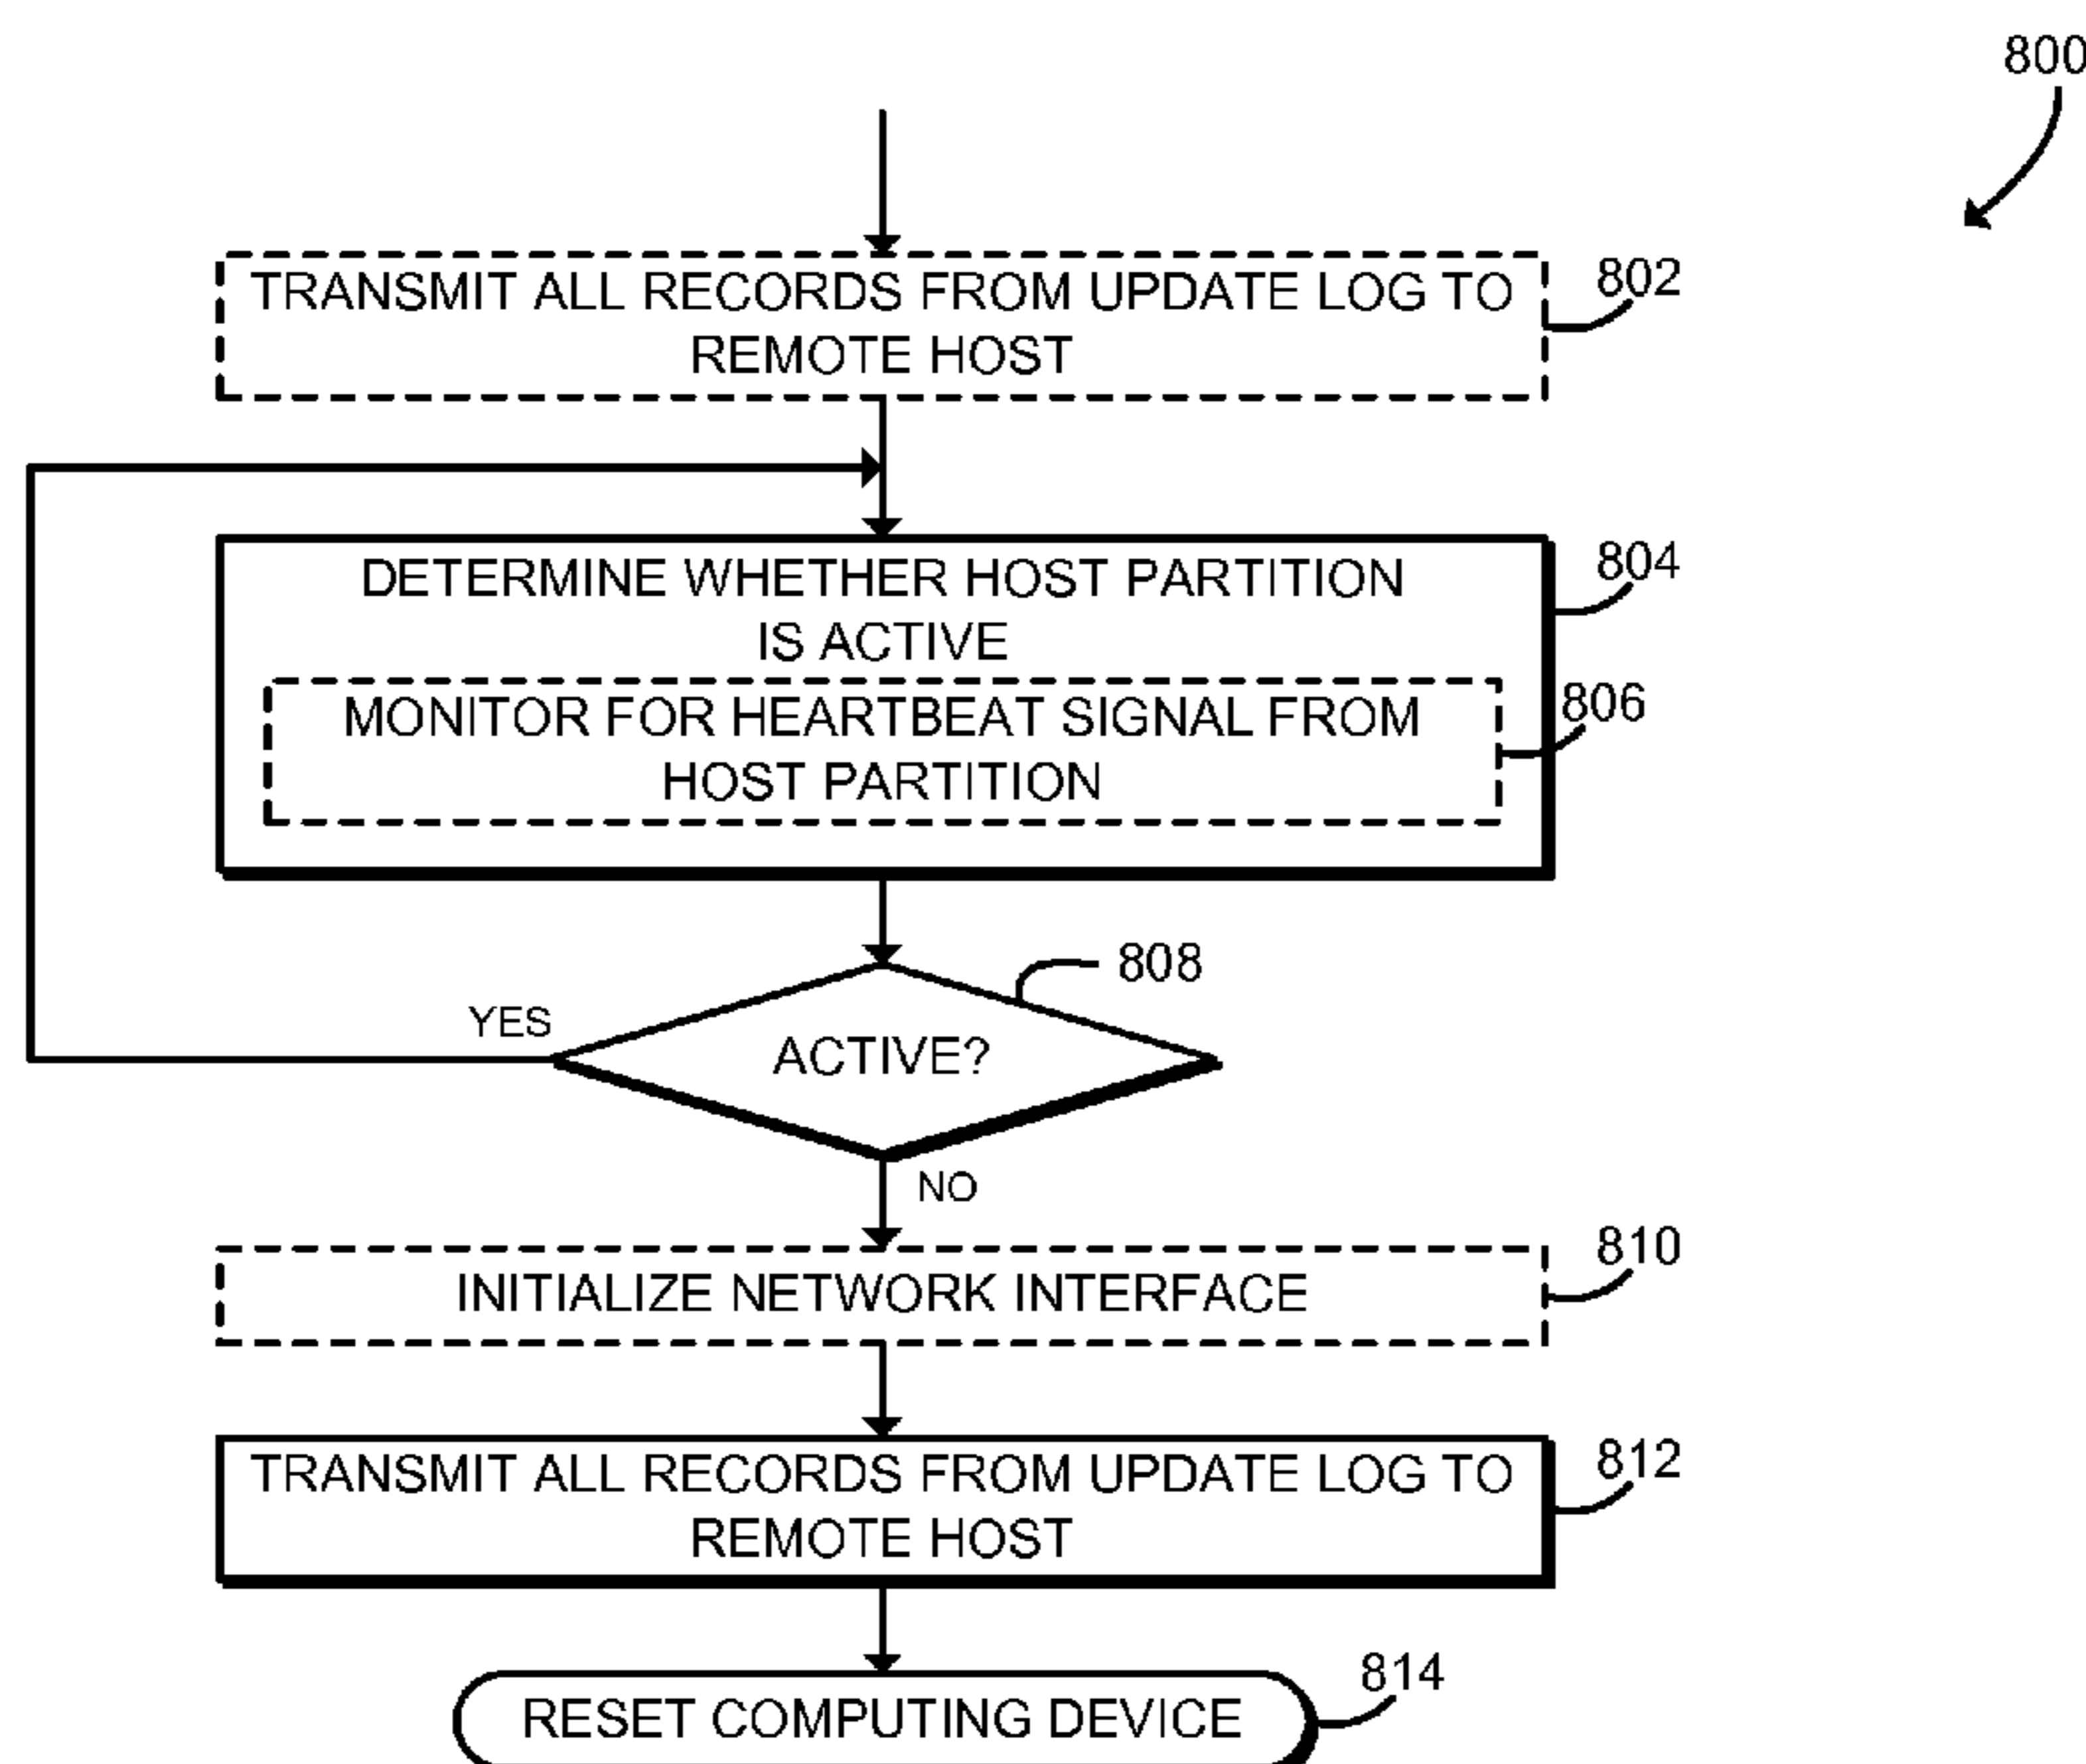 800
TRANSMIT ALL RECORDS FROM UPDATE LOG TO
REMOTE HOST
802
DETERMINE WHETHER HOST PARTITION
IS ACTIVE
804
MONITOR FOR HEARTBEAT SIGNAL FROM
HOST PARTITION
806
808
YES
ACTIVE?
NO
INITIALIZE NETWORK INTERFACE
810
TRANSMIT ALL RECORDS FROM UPDATE LOG TO
REMOTE HOST
812
RESET COMPUTING DEVICE
814